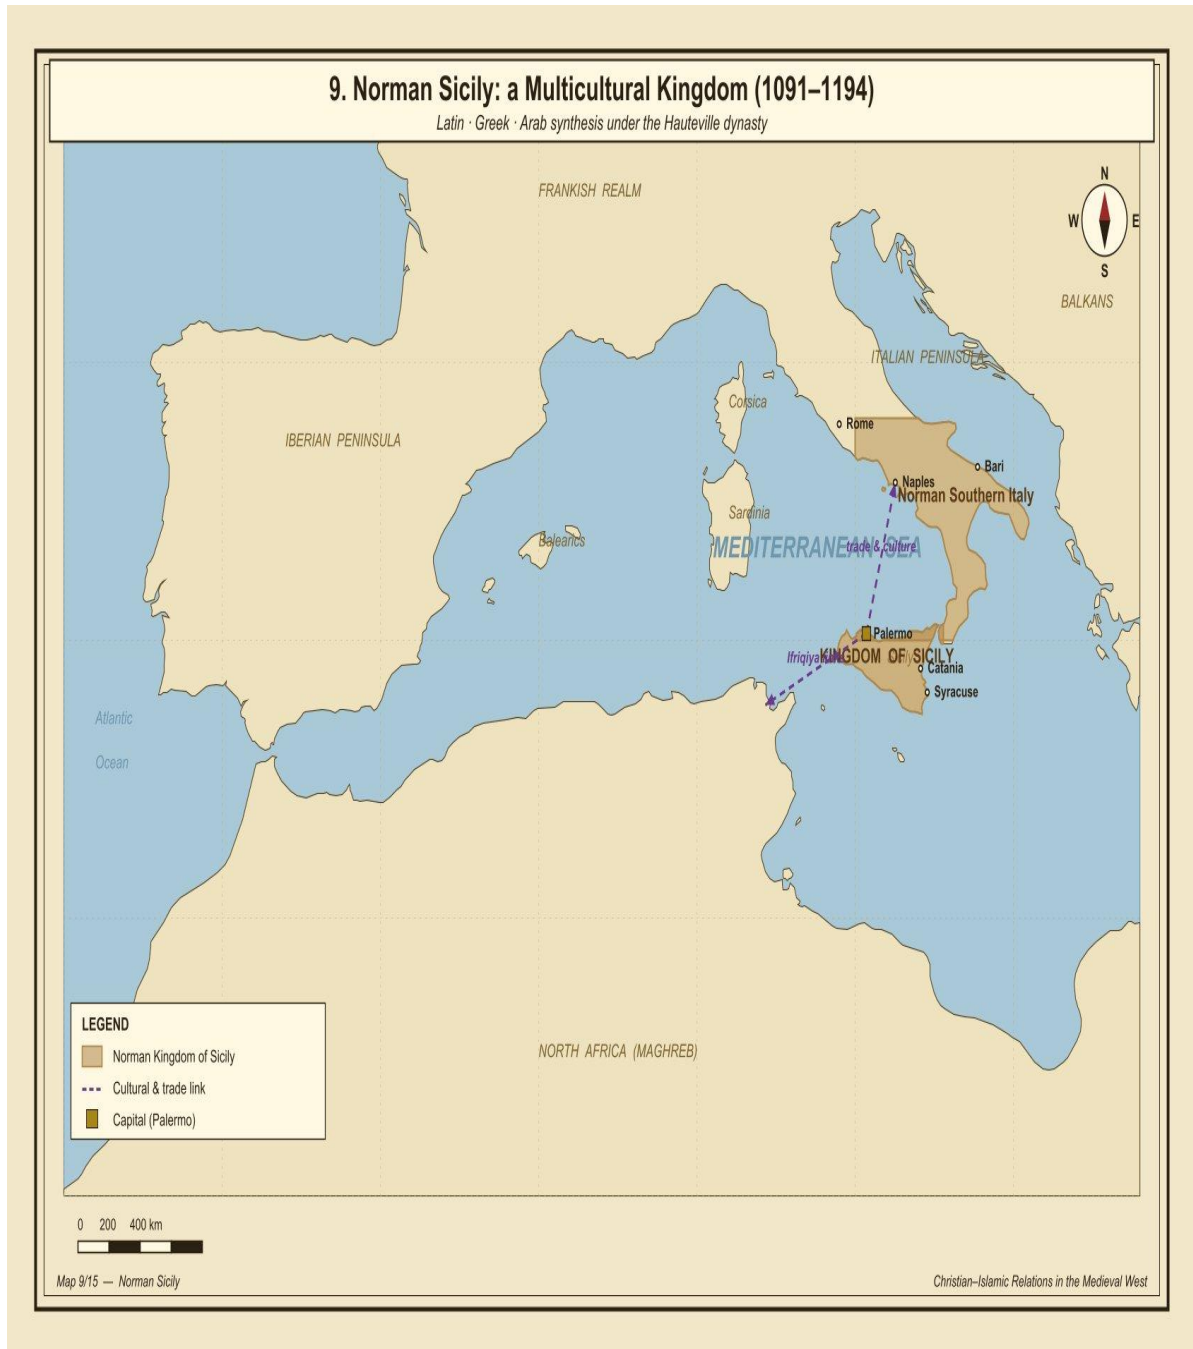 9. Norman Sicily: a Multicultural Kingdom (1091–1194)
Latin · Greek · Arab synthesis under the Hauteville dynasty
N
W E
S
FRANKISH REALM
BALKANS
ITALIAN PENINSULA
Corsica
Rome
IBERIAN PENINSULA
Bari
Naples
Norman Southern Italy
Sardinia
Balearics
MEDITERRANEAN SEA
trade & culture
Palermo
Ifriqiya
KINGDOM OF SICILY
Catania
Syracuse
Atlantic
Ocean
NORTH AFRICA (MAGHREB)
LEGEND
Norman Kingdom of Sicily
Cultural & trade link
Capital (Palermo)
0 200 400 km
Map 9/15 — Norman Sicily
Christian–Islamic Relations in the Medieval West